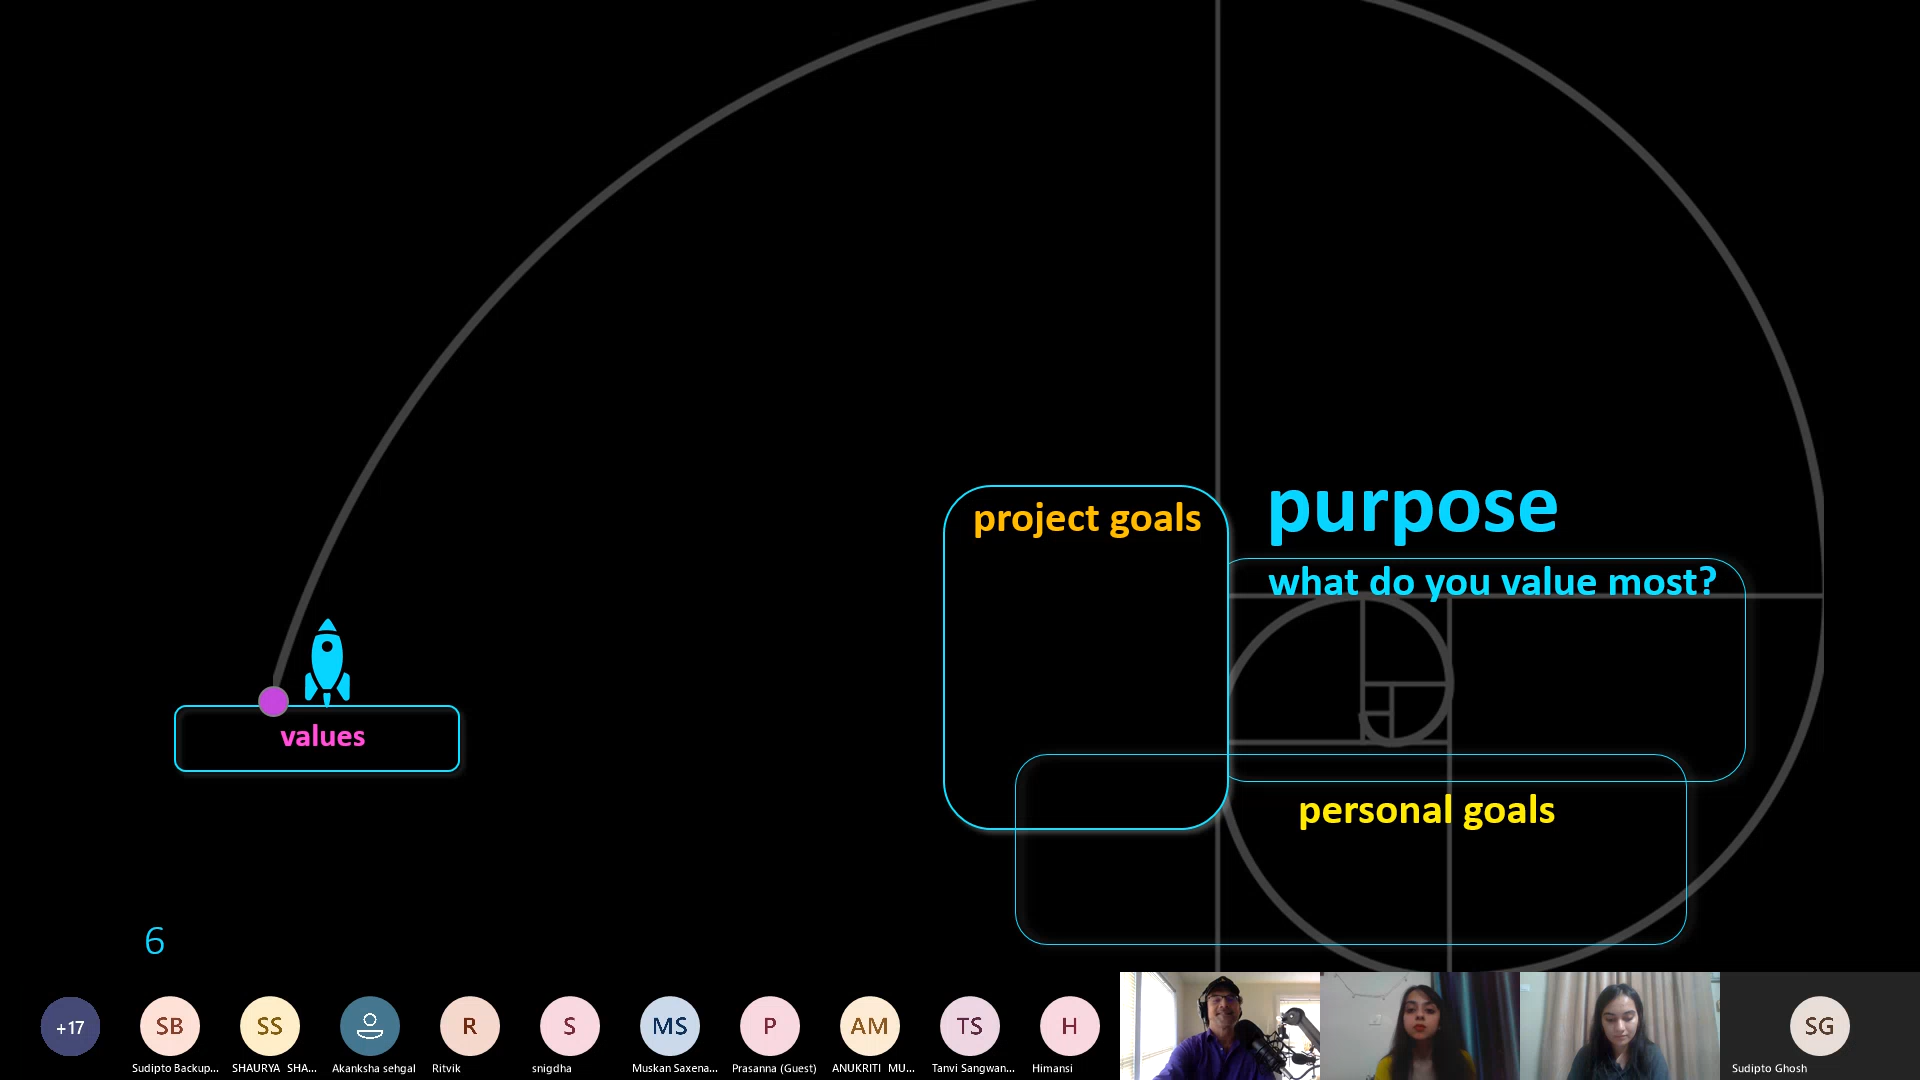 project goals
purpose
what do you value most?
values
personal goals
6
+17
SB
SS
R
S
MS
P
AM
TS
H
SG
Sudipto Backup...
SHAURYA SHA...
Akanksha sehgal
Ritvik
snigdha
Muskan Saxena...
Prasanna (Guest)
ANUKRITI MU...
Tanvi Sangwan...
Himansi
Sudipto Ghosh